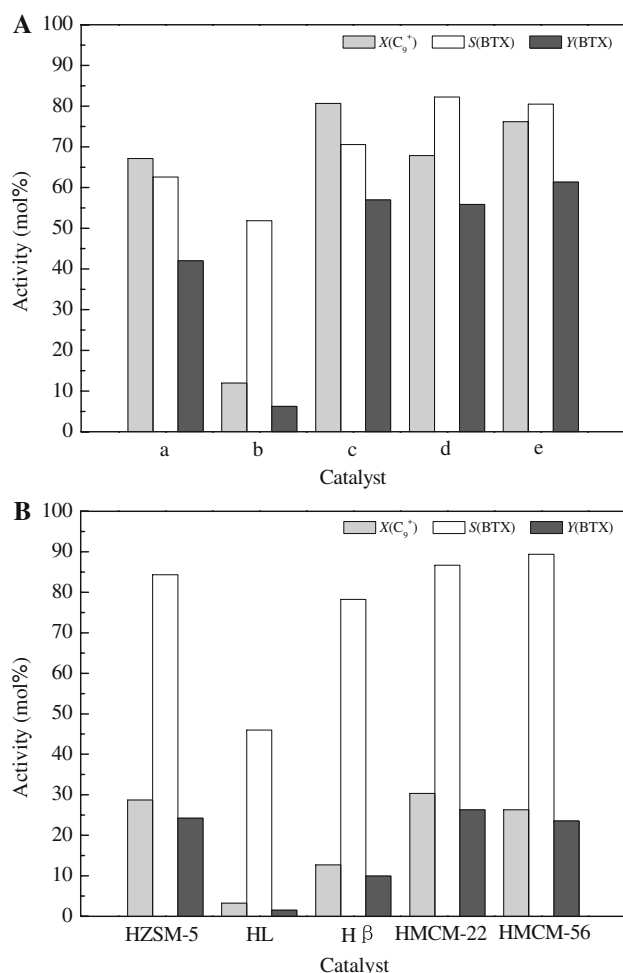 A
100
X(C₉⁺) S(BTX) Y(BTX)
90
80
70
60
50
40
30
20
10
0
Activity (mol%)
a b c d e
Catalyst
B
100
X(C₉⁺) S(BTX) Y(BTX)
90
80
70
60
50
40
30
20
10
0
Activity (mol%)
HZSM-5 HL H β HMCM-22 HMCM-56
Catalyst